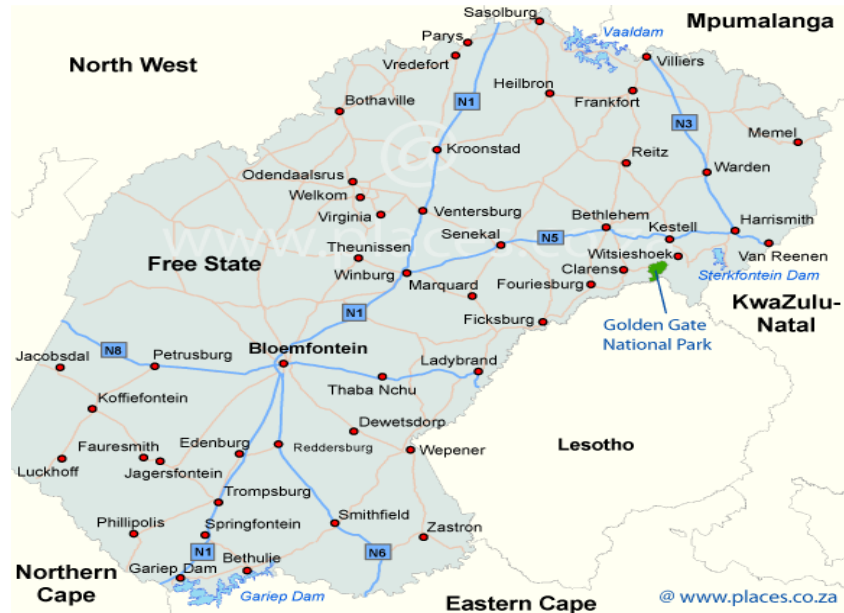 Sasolburg
Mpumalanga
Parys
Vaaldam
North West
Vredefort
Villiers
Heilbron
Frankfort
Bothaville
N1
N3
Memel
@
Kroonstad
Reitz
Warden
Odendaalsrus
Welkom
Virginia
Ventersburg
Bethlehem
Harrismith
www.places.co.za
Senekal
N5
Kestell
Theunissen
Witsieshoek
Van Reenen
Free State
Winburg
Clarens
Sterkfontein Dam
Marquard
Fouriesburg
KwaZulu-
Natal
N1
Ficksburg
Golden Gate
National Park
N8
Bloemfontein
Jacobsdal
Petrusburg
Ladybrand
Thaba Nchu
Koffiefontein
Dewetsdorp
Fauresmith
Edenburg
Reddersburg
Wepener
Lesotho
Luckhoff
Jagersfontein
Trompsburg
Phillipolis
Springfontein
Smithfield
Zastron
N1
N6
Gariep Dam
Bethulie
Northern
Cape
Gariep Dam
Eastern Cape
@ www.places.co.za